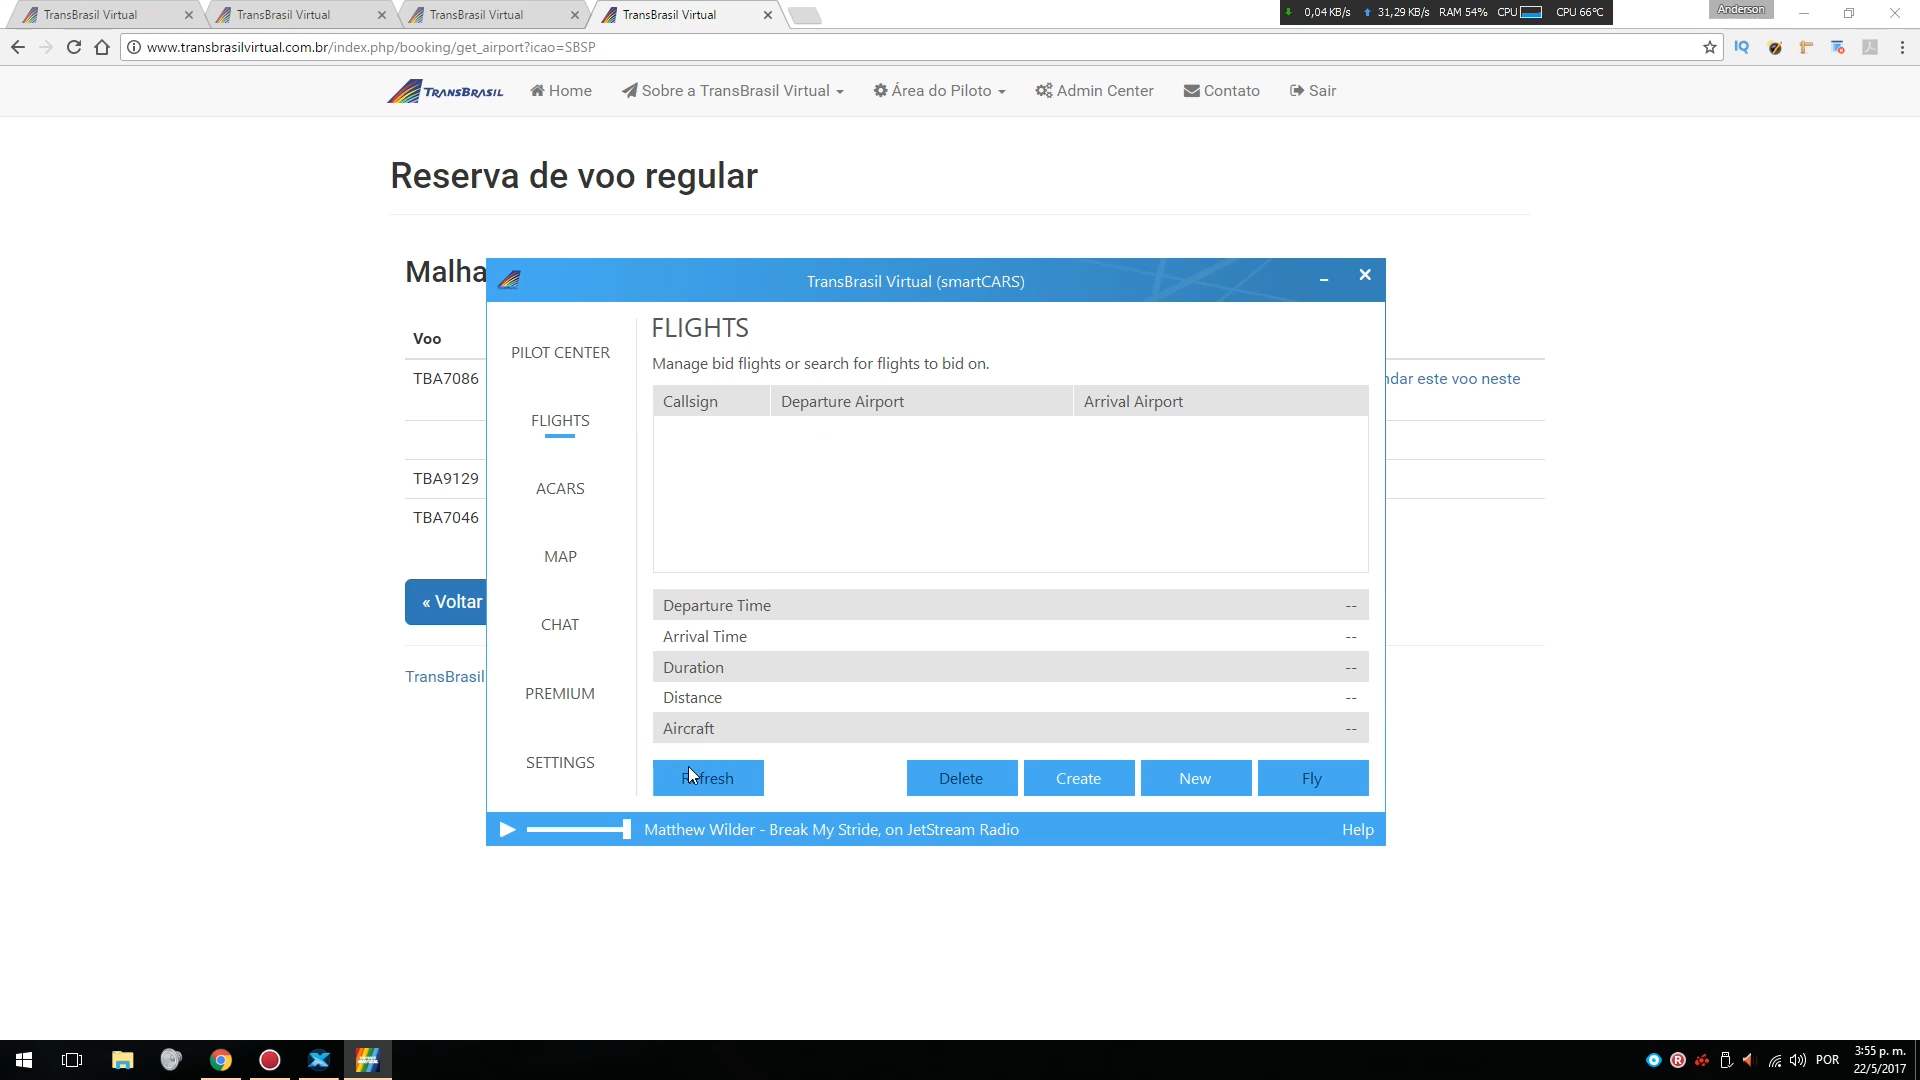 TransBrasil Virtual
TransBrasil Virtual
TransBrasil Virtual
TransBrasil Virtual
0,04 KB/s 31,29 KB/s RAM 54% CPU CPU 66ºC
Anderson
www.transbrasilvirtual.com.br/index.php/booking/get_airport?icao=SBSP
IQ
TRANSBRASIL Home Sobre a TransBrasil Virtual Área do Piloto Admin Center Contato Sair
Reserva de voo regular
Malha
Voo
TBA7086
dar este voo neste
TBA9129
TBA7046
« Voltar
TransBrasil
TransBrasil Virtual (smartCARS)
PILOT CENTER
FLIGHTS
ACARS
MAP
CHAT
PREMIUM
SETTINGS
FLIGHTS
Manage bid flights or search for flights to bid on.
Callsign Departure Airport Arrival Airport
Departure Time --
Arrival Time --
Duration --
Distance --
Aircraft --
Refresh Delete Create New Fly
Matthew Wilder - Break My Stride, on JetStream Radio Help
POR
3:55 p. m.
22/5/2017